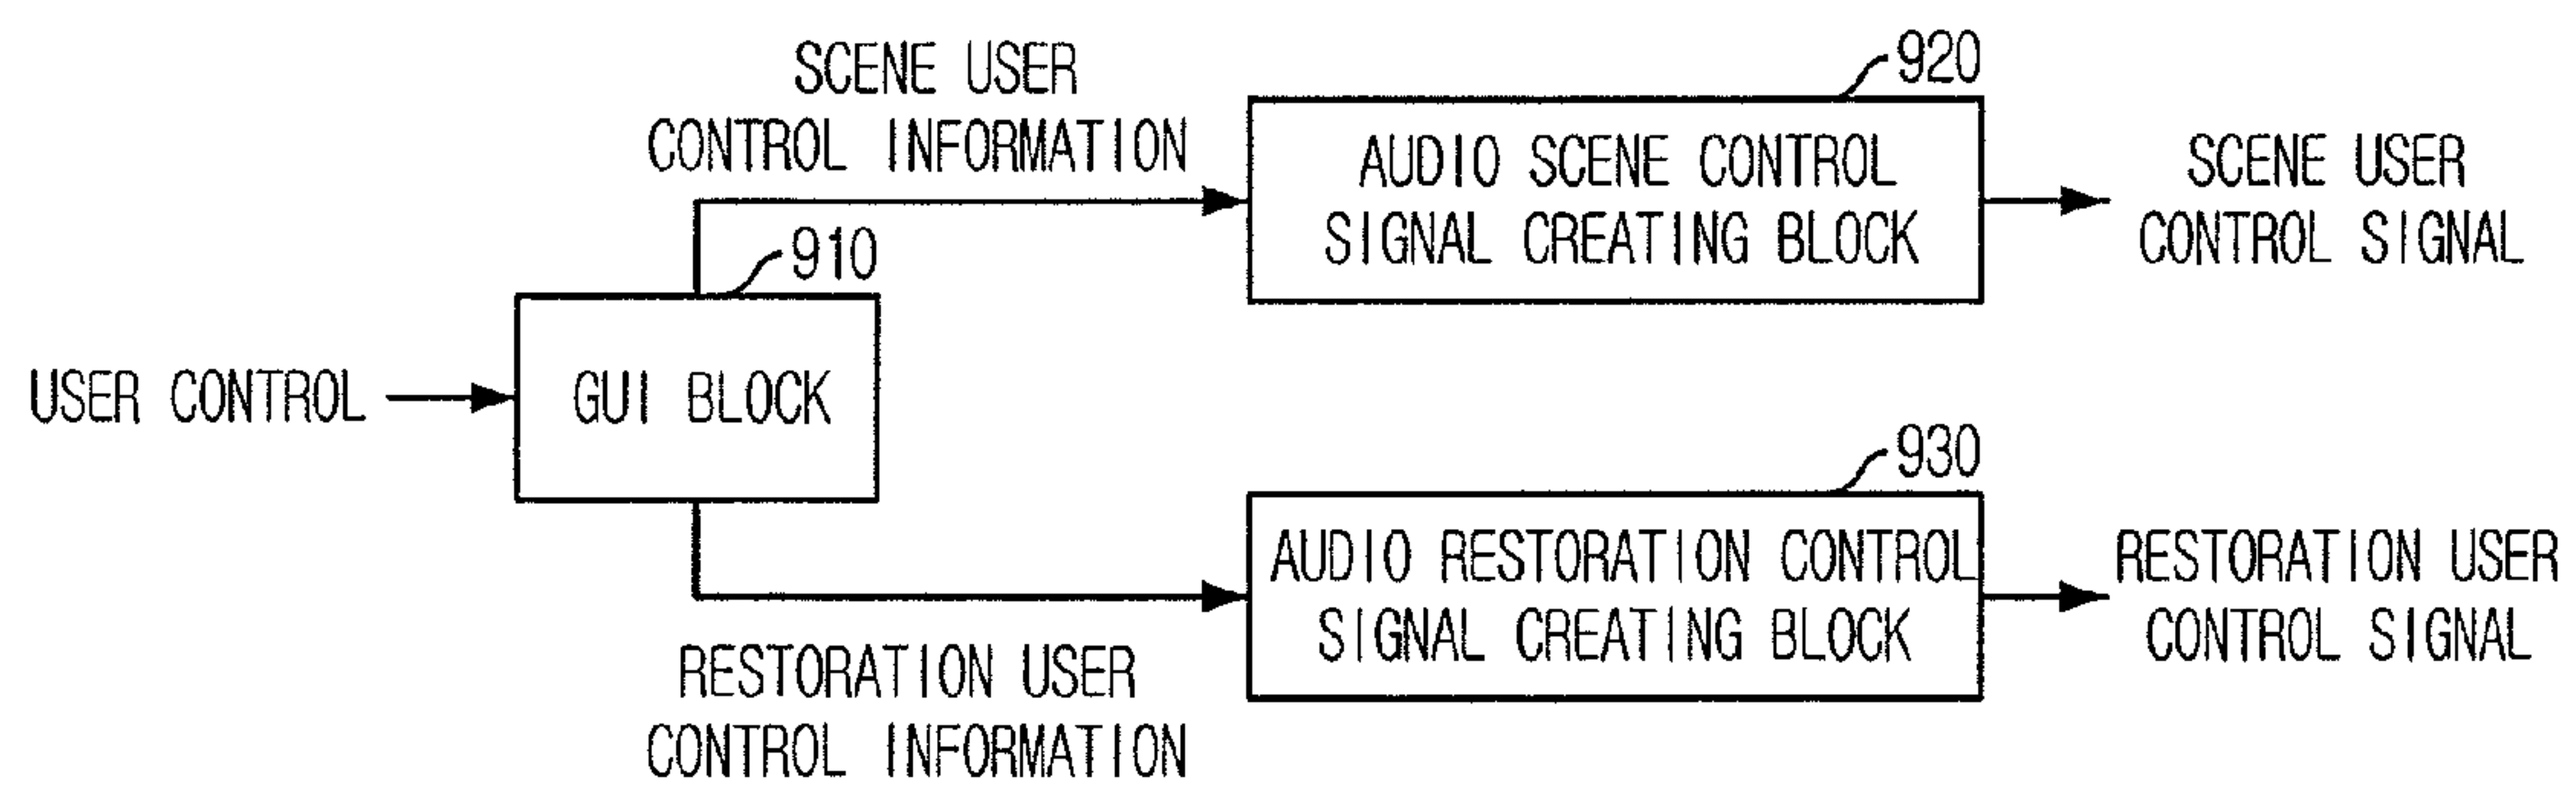 SCENE USER
CONTROL INFORMATION
920
AUDIO SCENE CONTROL
SIGNAL CREATING BLOCK
SCENE USER
CONTROL SIGNAL
910
USER CONTROL
GUI BLOCK
930
AUDIO RESTORATION CONTROL
SIGNAL CREATING BLOCK
RESTORATION USER
CONTROL SIGNAL
RESTORATION USER
CONTROL INFORMATION